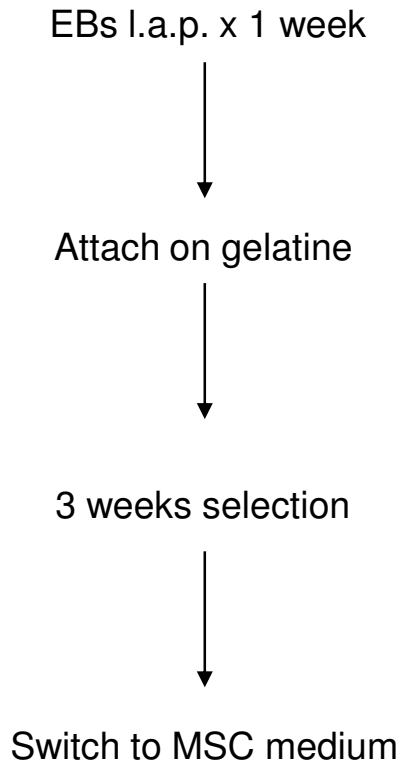 EBs l.a.p. x 1 week
Attach on gelatine
3 weeks selection
Switch to MSC medium